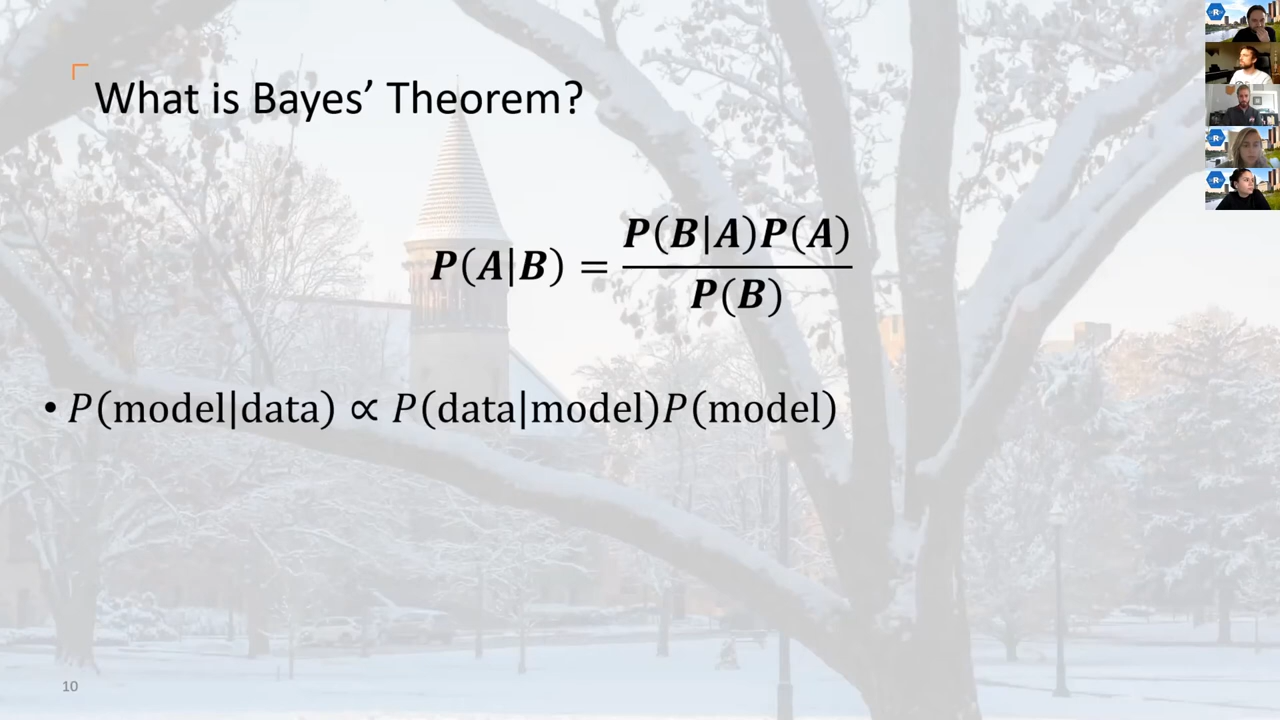 What is Bayes’ Theorem?
P(A|B) = P(B|A)P(A) / P(B)
• P(model|data) ∝ P(data|model)P(model)
10
R
R
R